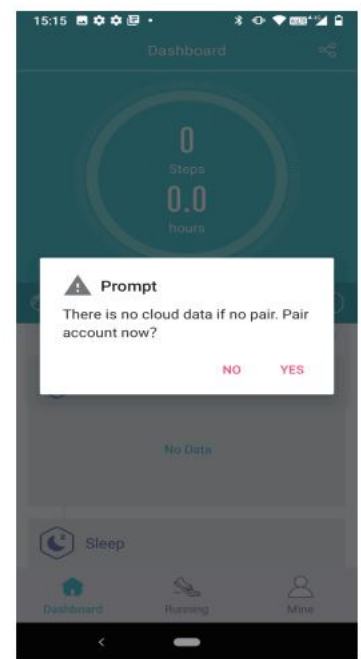 15:15
Dashboard
0
Steps
0.0
hours
Prompt
There is no cloud data if no pair. Pair
account now?
NO YES
No Data
Sleep
Dashboard Running Mine